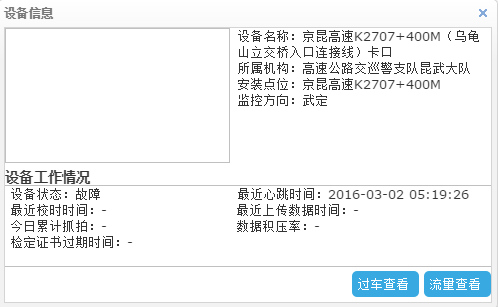 设备信息
设备名称：京昆高速K2707+400M（乌龟
山立交桥入口连接线）卡口
所属机构：高速公路交巡警支队昆武大队
安装点位：京昆高速K2707+400M
监控方向：武定
设备工作情况
设备状态：故障
最近心跳时间：2016-03-02 05:19:26
最近校时时间：-
最近上传数据时间：-
今日累计抓拍：-
数据积压率：-
检定证书过期时间：-
过车查看
流量查看